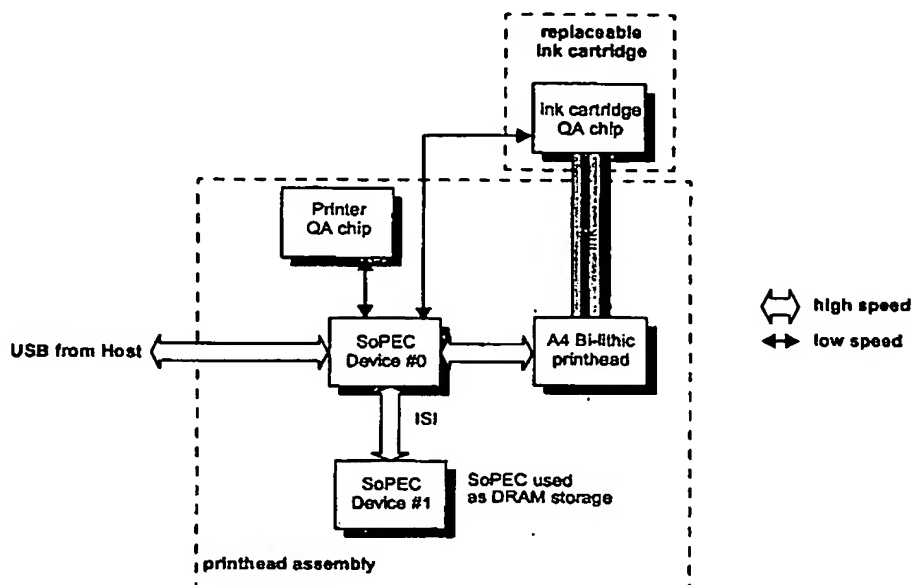 replaceable
ink cartridge
ink cartridge
QA chip
Printer
QA chip
high speed
low speed
USB from Host
SoPEC
Device #0
A4 Bi-lithic
printhead
ISI
SoPEC
Device #1
SoPEC used
as DRAM storage
printhead assembly